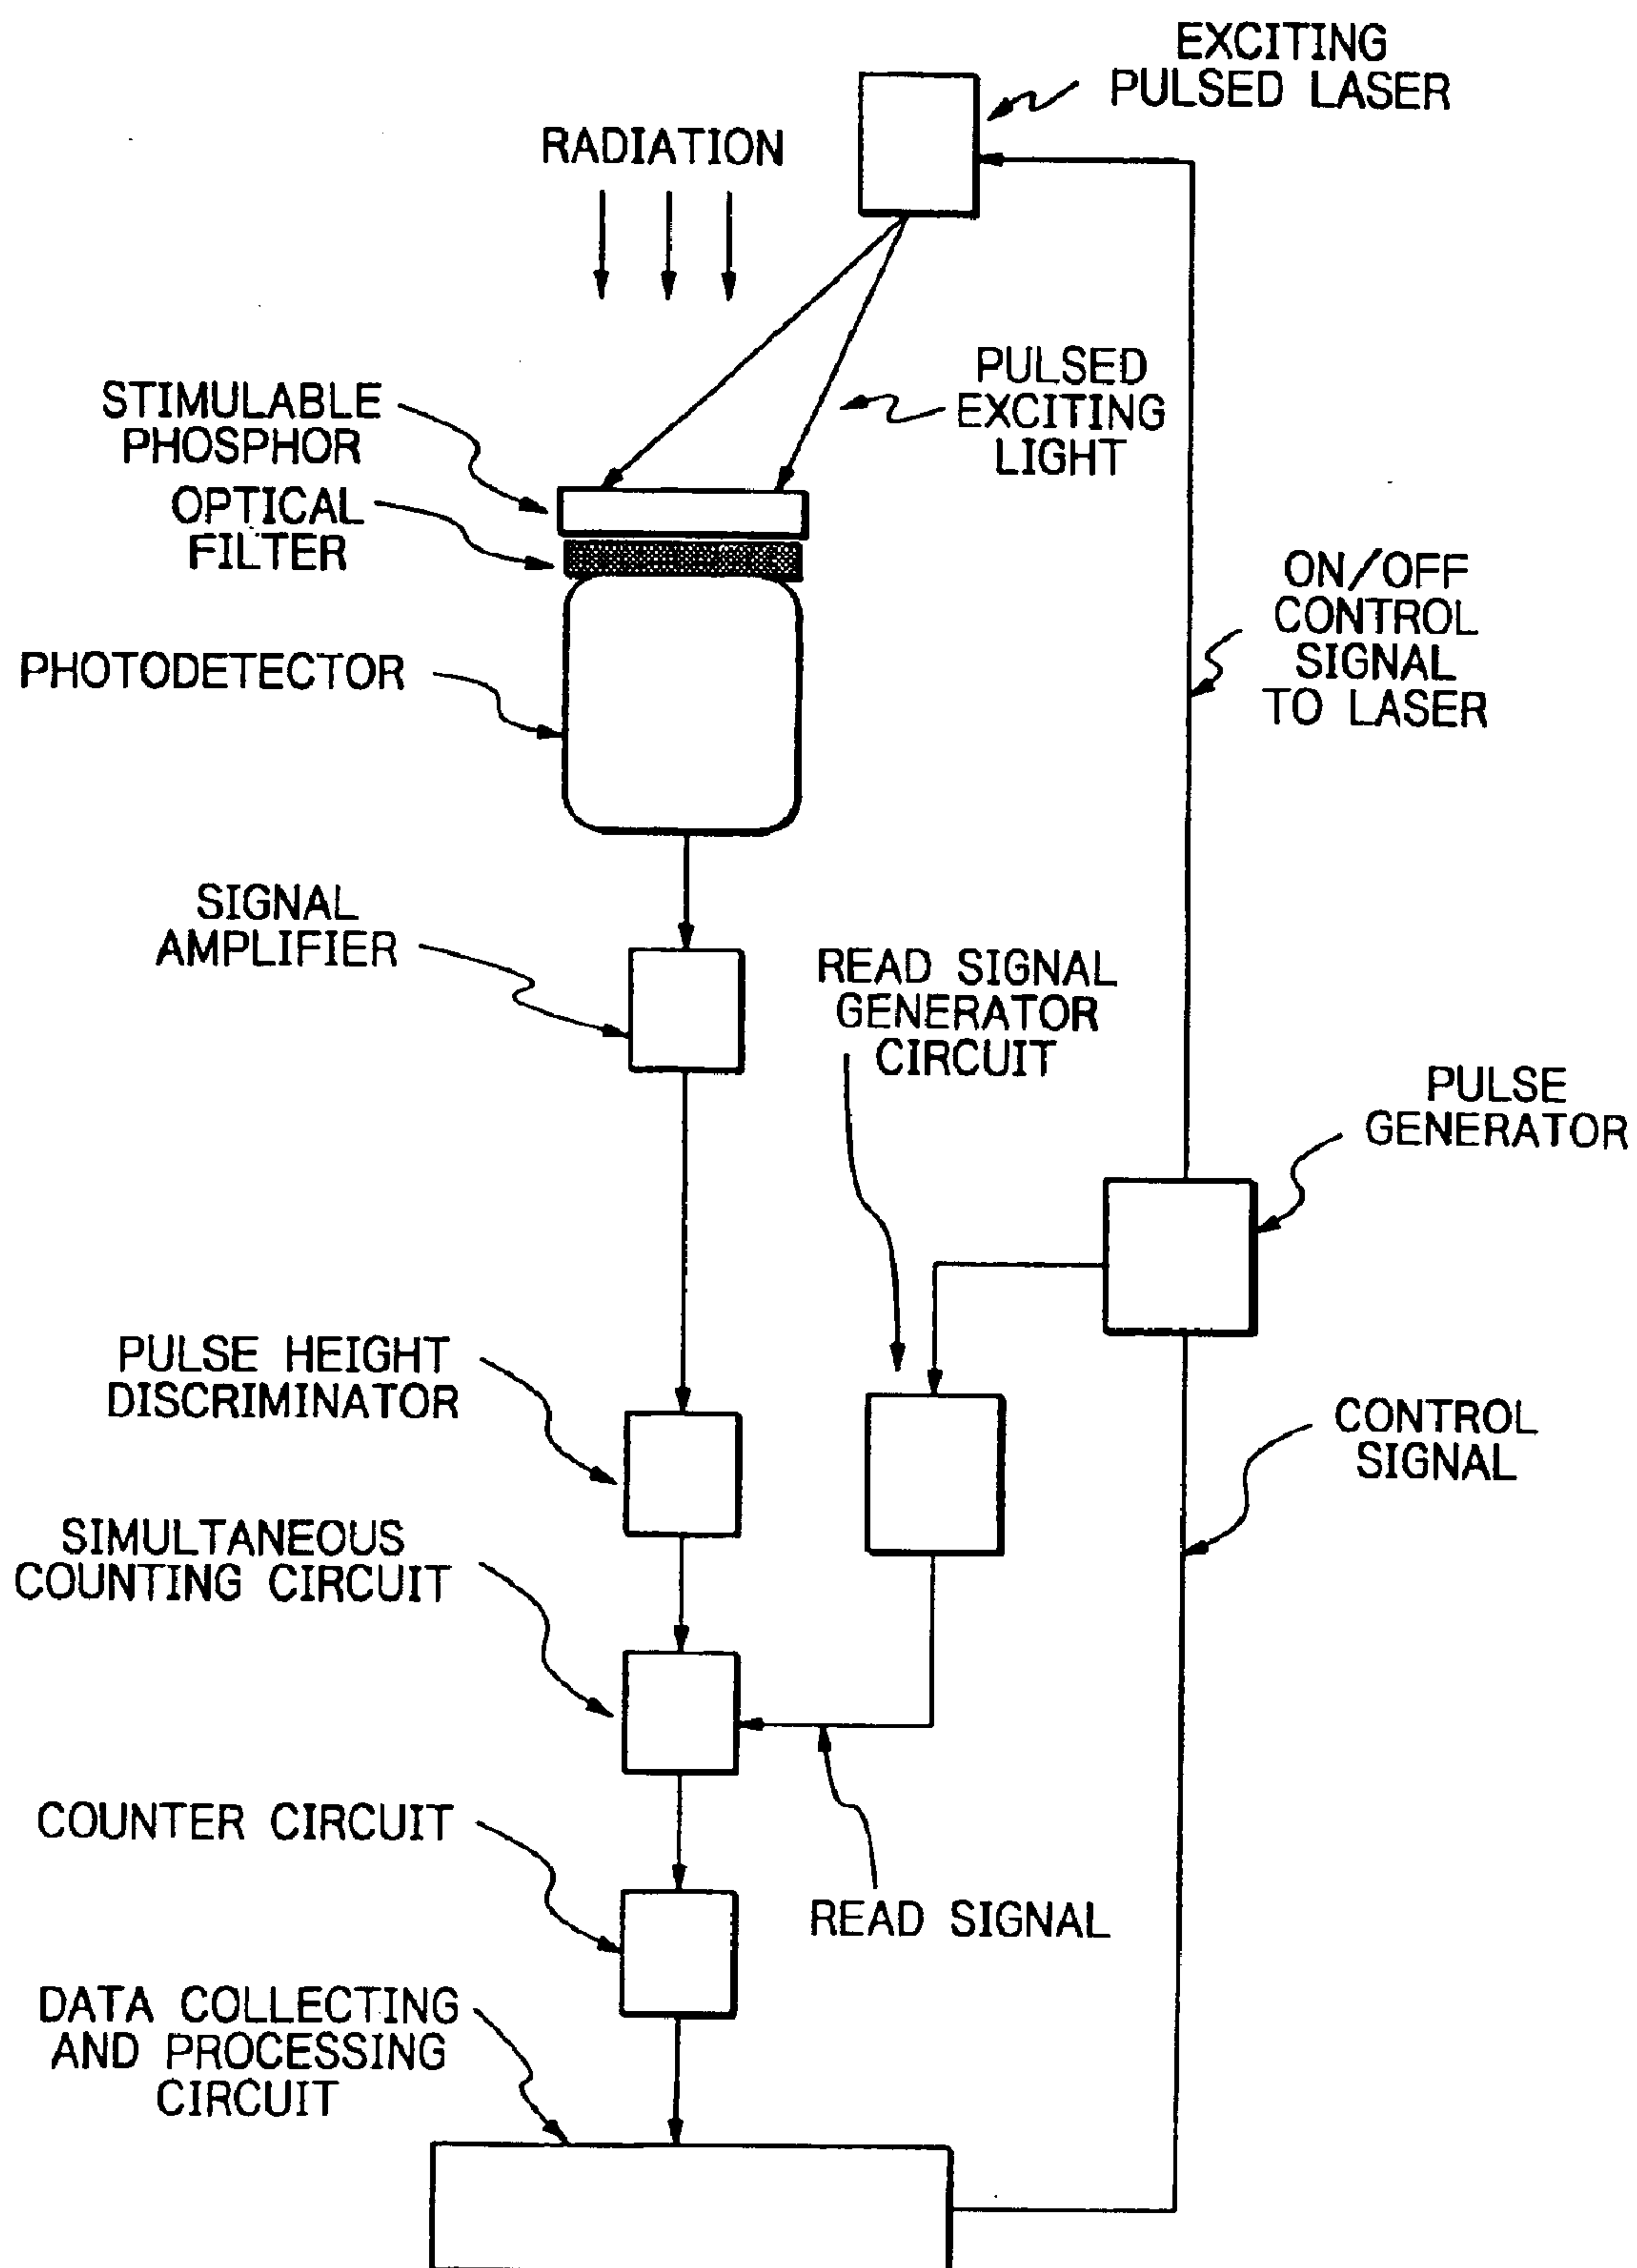 EXCITING
PULSED LASER
RADIATION
PULSED
EXCITING
LIGHT
STIMULABLE
PHOSPHOR
OPTICAL
FILTER
ON/OFF
CONTROL
SIGNAL
TO LASER
PHOTODETECTOR
SIGNAL
AMPLIFIER
READ SIGNAL
GENERATOR
CIRCUIT
PULSE
GENERATOR
PULSE HEIGHT
DISCRIMINATOR
CONTROL
SIGNAL
SIMULTANEOUS
COUNTING CIRCUIT
COUNTER CIRCUIT
READ SIGNAL
DATA COLLECTING
AND PROCESSING
CIRCUIT